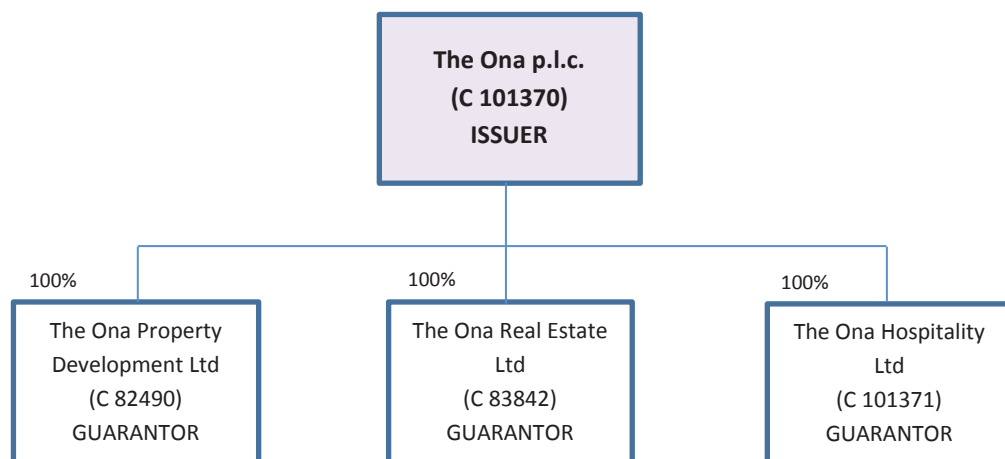 The Ona p.l.c.
(C 101370)
ISSUER
100%
The Ona Property
Development Ltd
(C 82490)
GUARANTOR
100%
The Ona Real Estate
Ltd
(C 83842)
GUARANTOR
100%
The Ona Hospitality
Ltd
(C 101371)
GUARANTOR